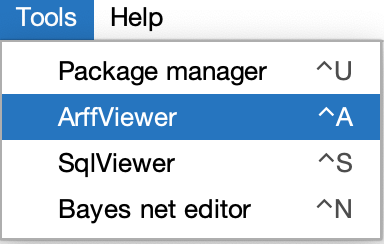 Tools Help
Package manager ^U
ArffViewer ^A
SqlViewer ^S
Bayes net editor ^N